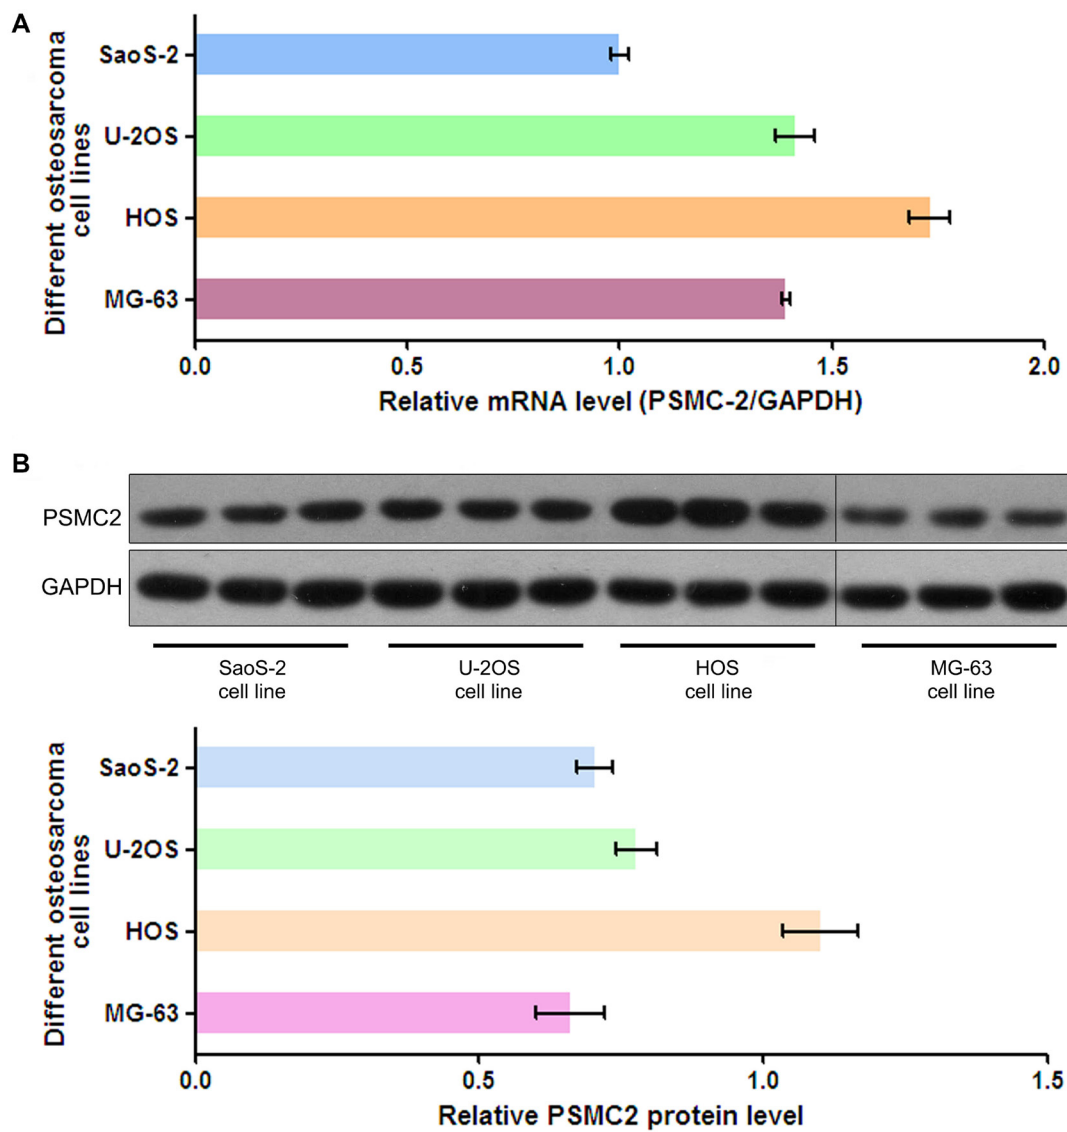 A
Different osteosarcoma
cell lines
SaoS-2
U-2OS
HOS
MG-63
0.0 0.5 1.0 1.5 2.0
Relative mRNA level (PSMC-2/GAPDH)
B
PSMC2
GAPDH
SaoS-2
cell line
U-2OS
cell line
HOS
cell line
MG-63
cell line
Different osteosarcoma
cell lines
SaoS-2
U-2OS
HOS
MG-63
0.0 0.5 1.0 1.5
Relative PSMC2 protein level